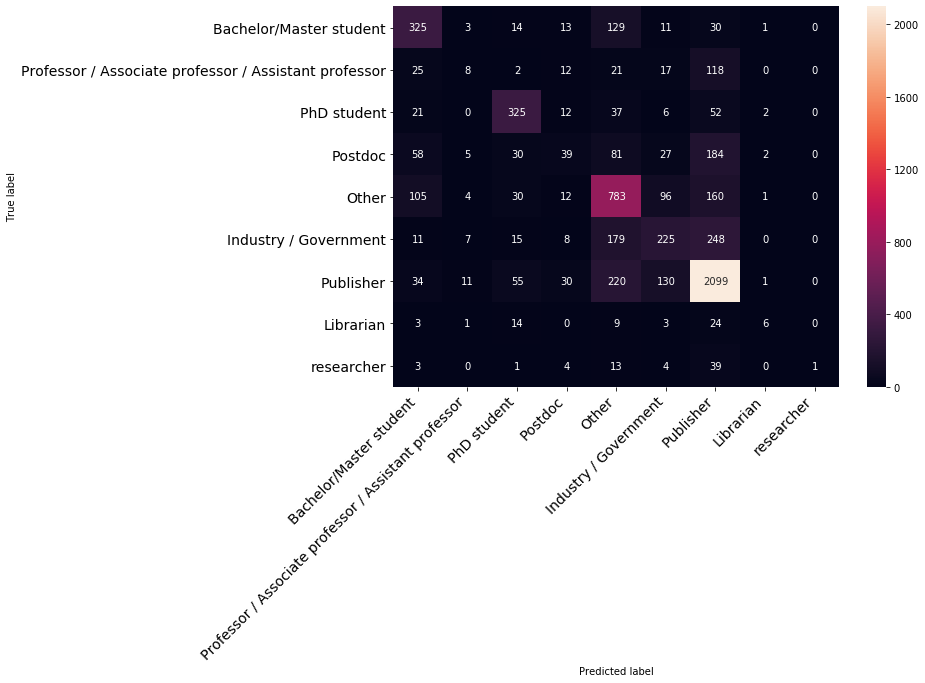 Bachelor/Master student 325 3 14 13 129 11 30 1 0
Professor / Associate professor / Assistant professor 25 8 2 12 21 17 118 0 0
PhD student 21 0 325 12 37 6 52 2 0
Postdoc 58 5 30 39 81 27 184 2 0
Other 105 4 30 12 783 96 160 1 0
Industry / Government 11 7 15 8 179 225 248 0 0
Publisher 34 11 55 30 220 130 2099 1 0
Librarian 3 1 14 0 9 3 24 6 0
researcher 3 0 1 4 13 4 39 0 1
True label
Bachelor/Master student
Professor / Associate professor / Assistant professor
PhD student
Postdoc
Other
Industry / Government
Publisher
Librarian
researcher
Predicted label
2000
1600
1200
800
400
0